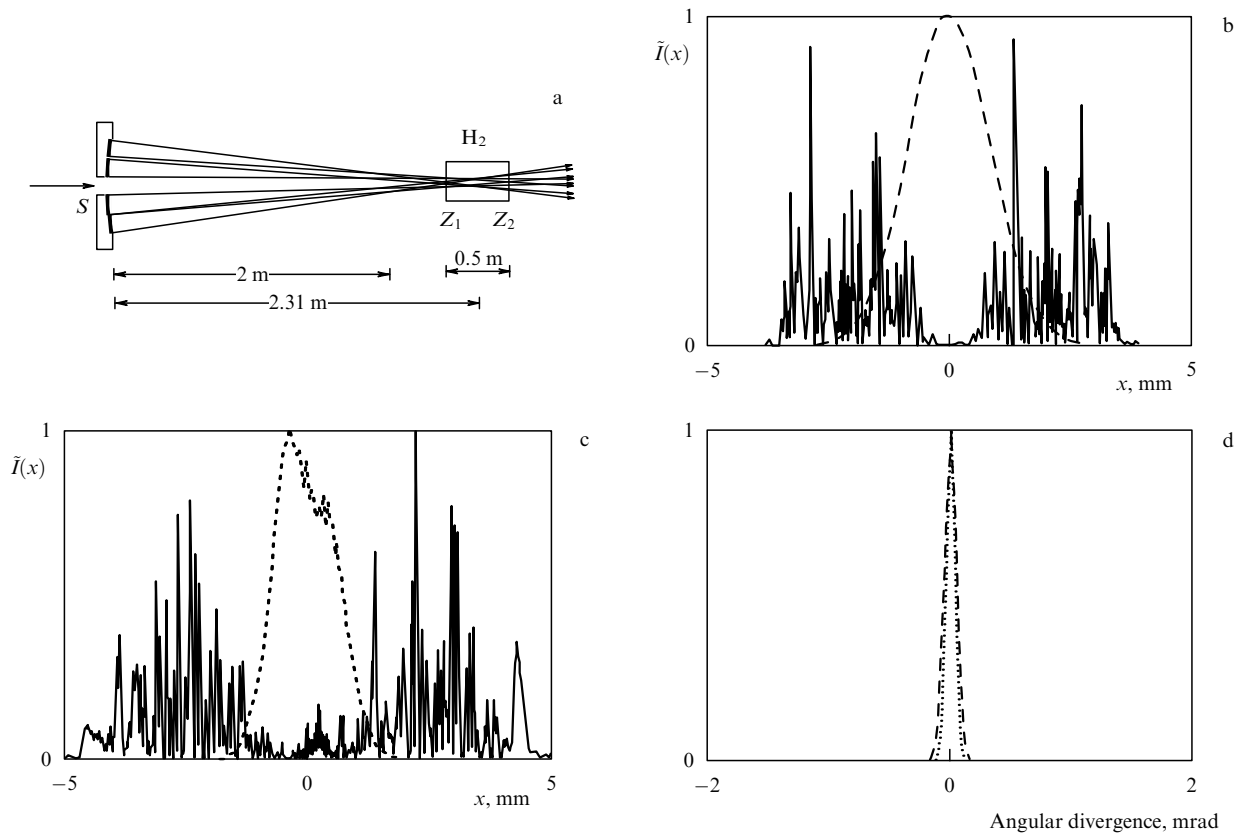 a
H₂
S
Z₁ Z₂
2 m
0.5 m
2.31 m
1
b
Ĩ(x)
0
−5 0 5
x, mm
1
c
Ĩ(x)
0
−5 0 5
x, mm
1
d
0
−2 0 2
Angular divergence, mrad